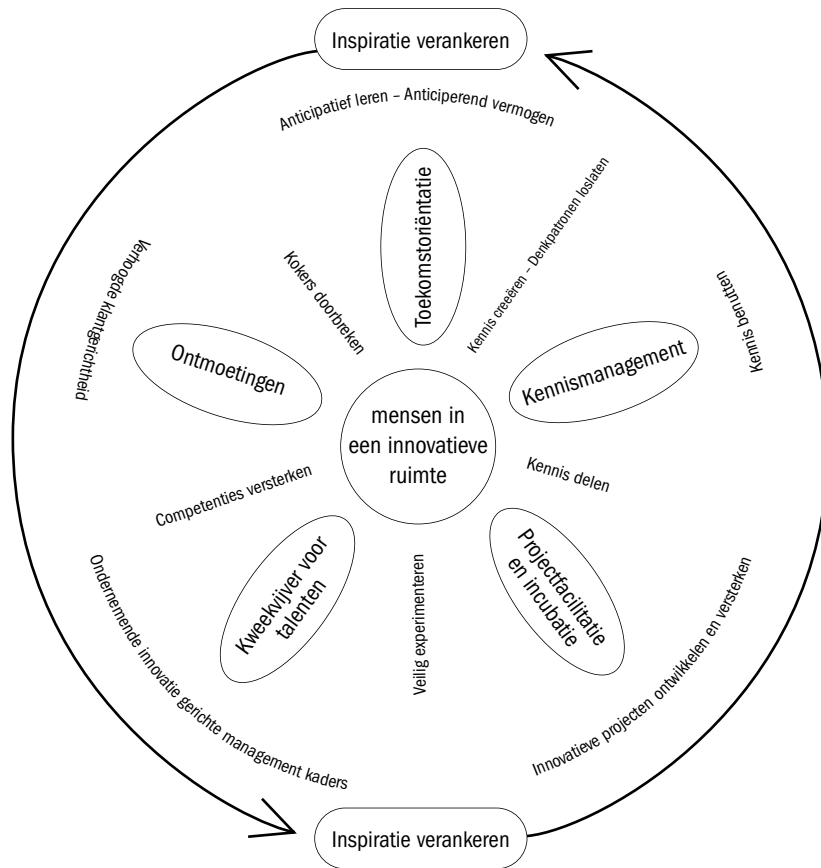 Inspiratie verankeren
Anticipatief leren – Anticiperend vermogen
Toekomstoriëntatie
Kokers doorbreken
Kennis creeëren – Denkpatronen loslaten
Verhoogde klantgerichtheid
Kennis benutten
Ontmoetingen
Kennismanagement
mensen in
een innovatieve
ruimte
Competenties versterken
Kennis delen
Kweekvijver voor
talenten
Veilig experimenteren
Projectfacilitatie
en incubatie
Ondernemende innovatie gerichte management kaders
Innovatieve projecten ontwikkelen en versterken
Inspiratie verankeren